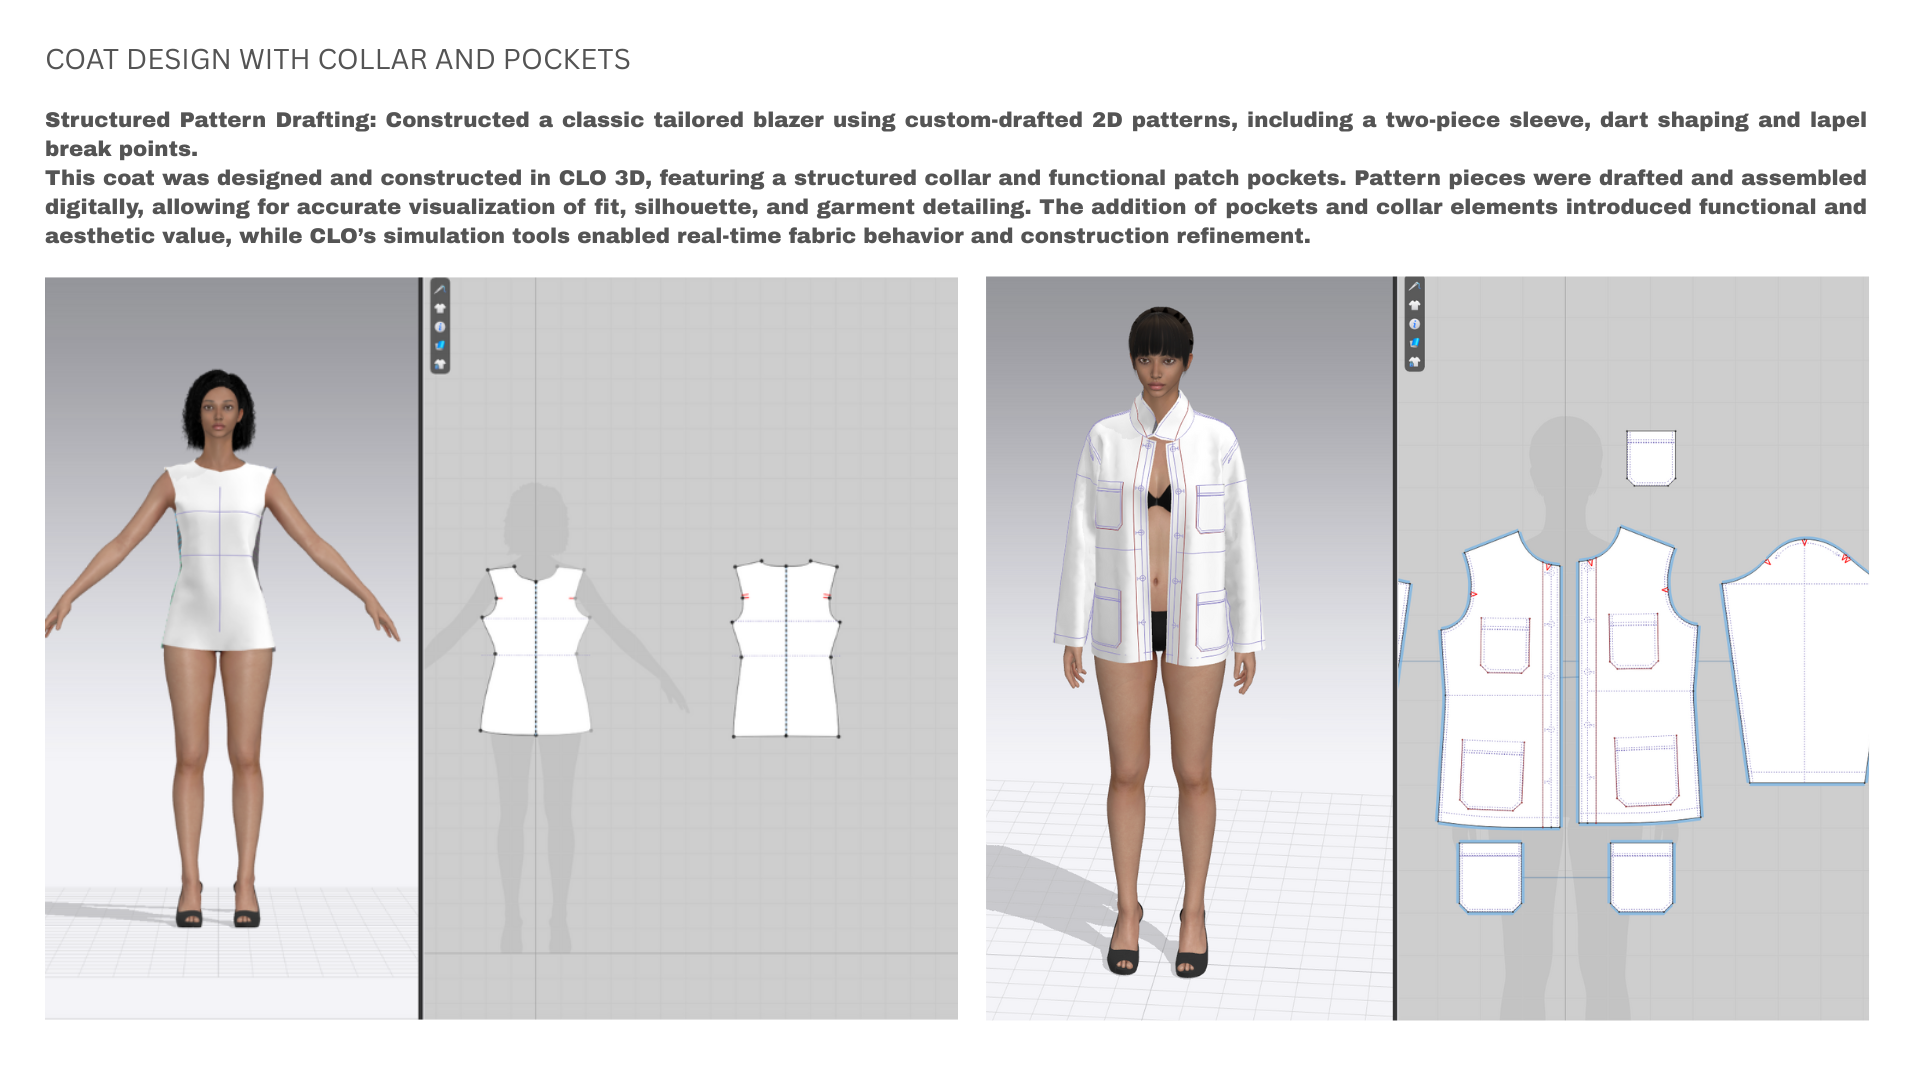 COAT DESIGN WITH COLLAR AND POCKETS
Structured Pattern Drafting: Constructed a classic tailored blazer using custom-drafted 2D patterns, including a two-piece sleeve, dart shaping and lapel
break points.
This coat was designed and constructed in CLO 3D, featuring a structured collar and functional patch pockets. Pattern pieces were drafted and assembled
digitally, allowing for accurate visualization of fit, silhouette, and garment detailing. The addition of pockets and collar elements introduced functional and
aesthetic value, while CLO’s simulation tools enabled real-time fabric behavior and construction refinement.